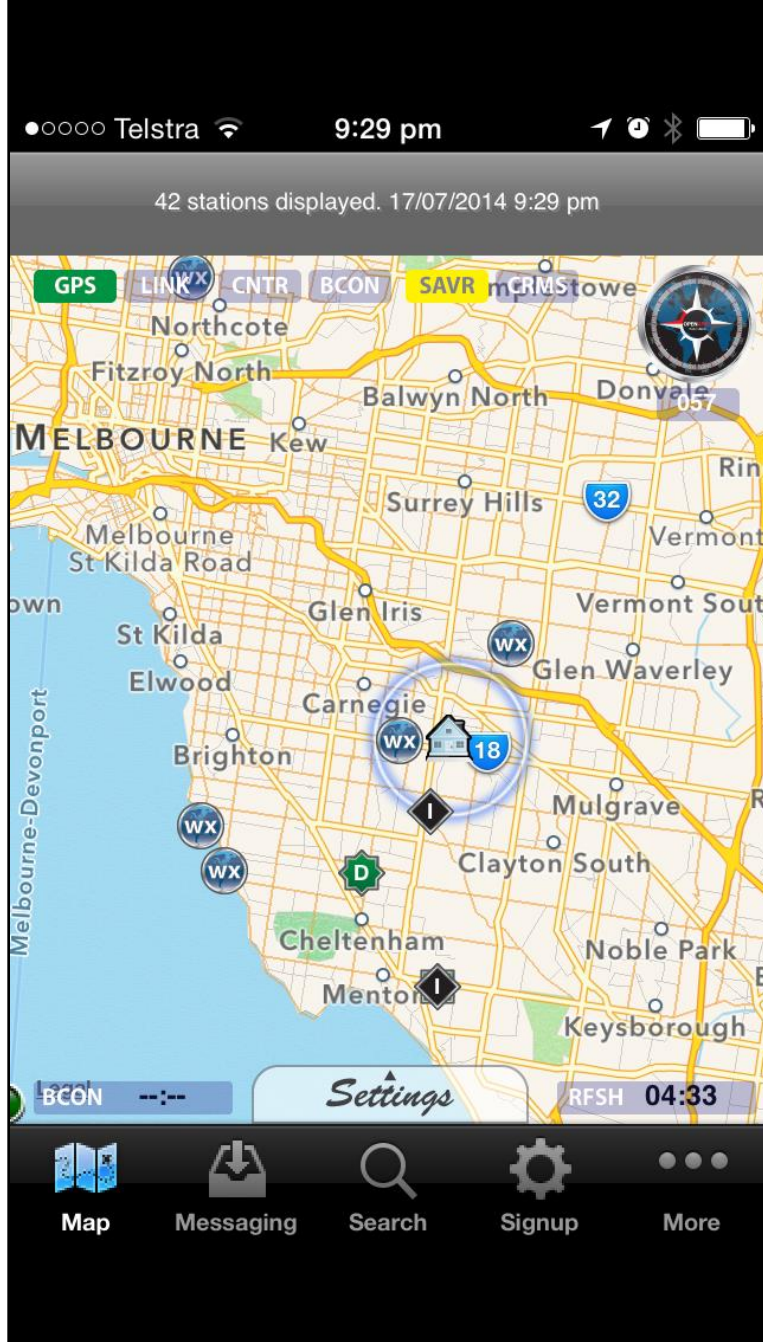 Telstra 9:29 pm
42 stations displayed. 17/07/2014 9:29 pm
GPS LINK WX CNTR BCON SAVR CRMS
Northcote
Fitzroy North
Balwyn North
057
MELBOURNE Kew
Rin
Surrey Hills 32
Melbourne
St Kilda Road
Vermont
own
Glen Iris
Vermont Sout
St Kilda
WX
Elwood
Glen Waverley
Carnegie
WX 18
Brighton
Melbourne-Devonport
Mulgrave
R
I
WX
Clayton South
WX
D
Cheltenham
Noble Park
E
I
Keysborough
BCON --:--
Settings
RFSH 04:33
Map Messaging Search Signup More